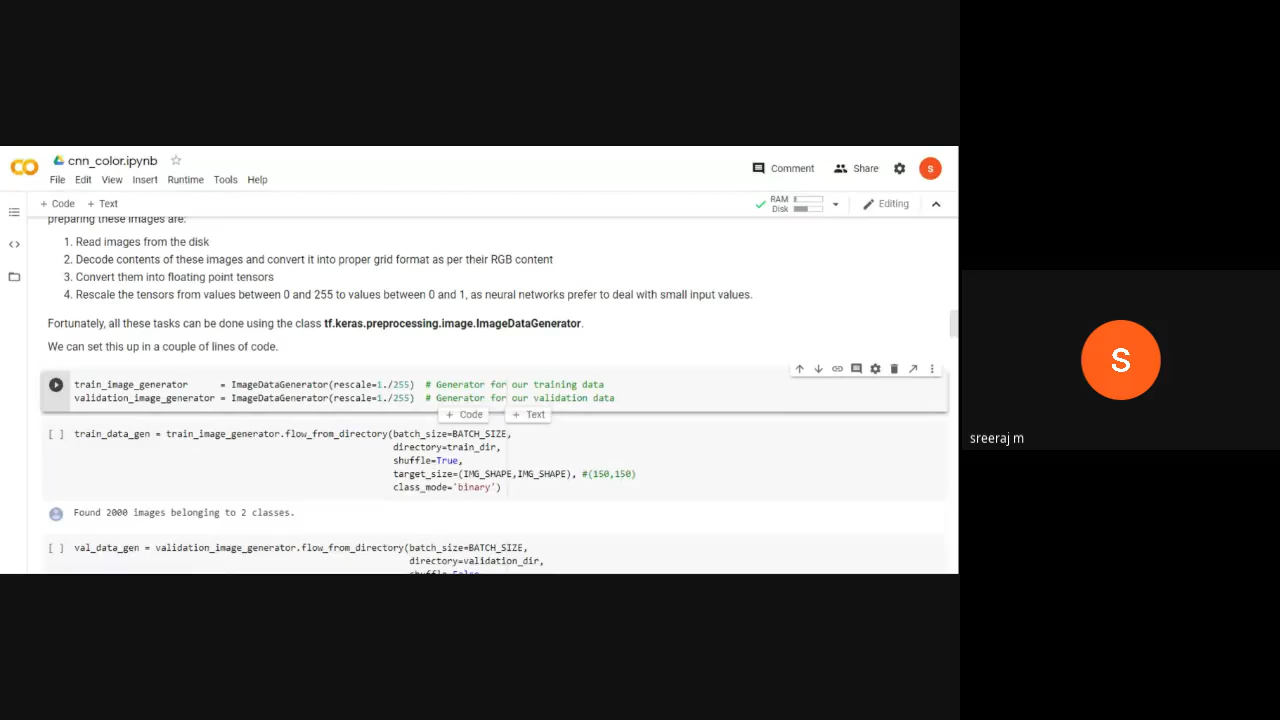 cnn_color.ipynb
Comment
Share
S
File Edit View Insert Runtime Tools Help
+ Code + Text
RAM
Disk
Editing
preparing these images are:
1. Read images from the disk
2. Decode contents of these images and convert it into proper grid format as per their RGB content
3. Convert them into floating point tensors
4. Rescale the tensors from values between 0 and 255 to values between 0 and 1, as neural networks prefer to deal with small input values.
Fortunately, all these tasks can be done using the class tf.keras.preprocessing.image.ImageDataGenerator.
We can set this up in a couple of lines of code.
train_image_generator = ImageDataGenerator(rescale=1./255) # Generator for our training data
validation_image_generator = ImageDataGenerator(rescale=1./255) # Generator for our validation data
+ Code + Text
[ ] train_data_gen = train_image_generator.flow_from_directory(batch_size=BATCH_SIZE,
directory=train_dir,
shuffle=True,
target_size=(IMG_SHAPE,IMG_SHAPE), #(150,150)
class_mode='binary')
Found 2000 images belonging to 2 classes.
[ ] val_data_gen = validation_image_generator.flow_from_directory(batch_size=BATCH_SIZE,
directory=validation_dir,
shuffle=False
S
sreeraj m